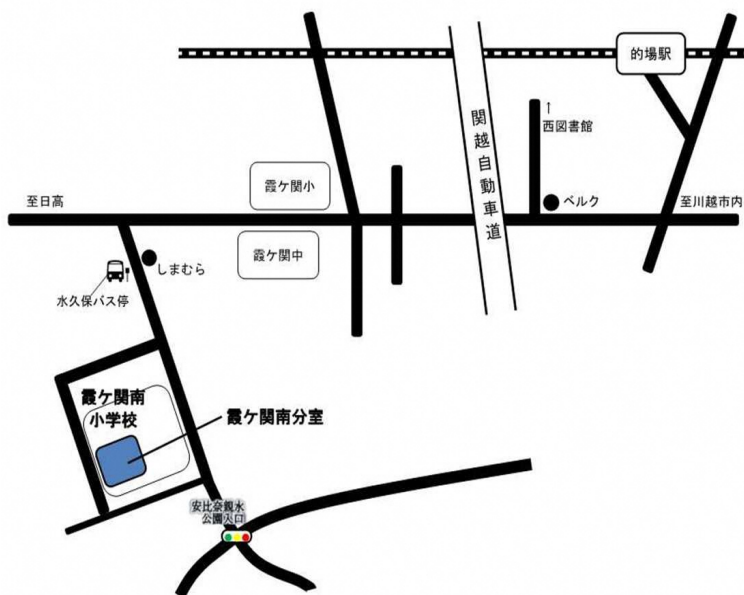 的場駅
↑
西図書館
関越自動車道
霞ケ関小
ベルク
至日高
至川越市内
霞ケ関中
しまむら
水久保バス停
霞ケ関南
小学校
霞ケ関南分室
安比奈親水
公園入口